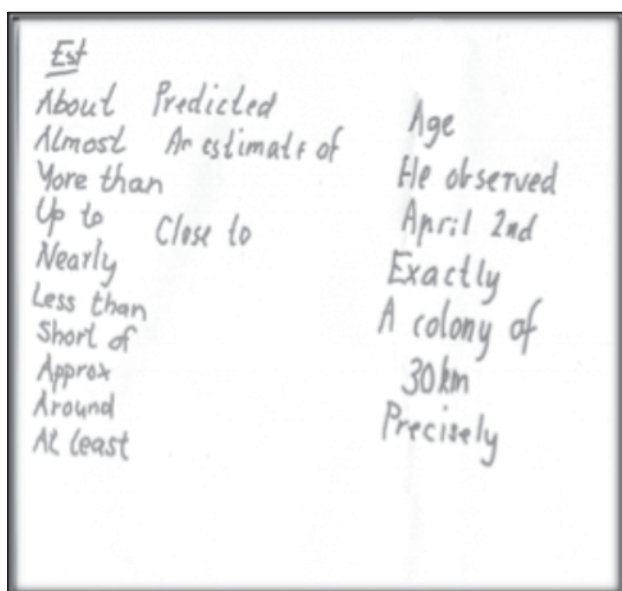 Est
About Predicted
Almost An estimate of
More than
Up to Close to
Nearly
Less than
Short of
Approx
Around
At least
Age
He observed
April 2nd
Exactly
A colony of
30km
Precisely